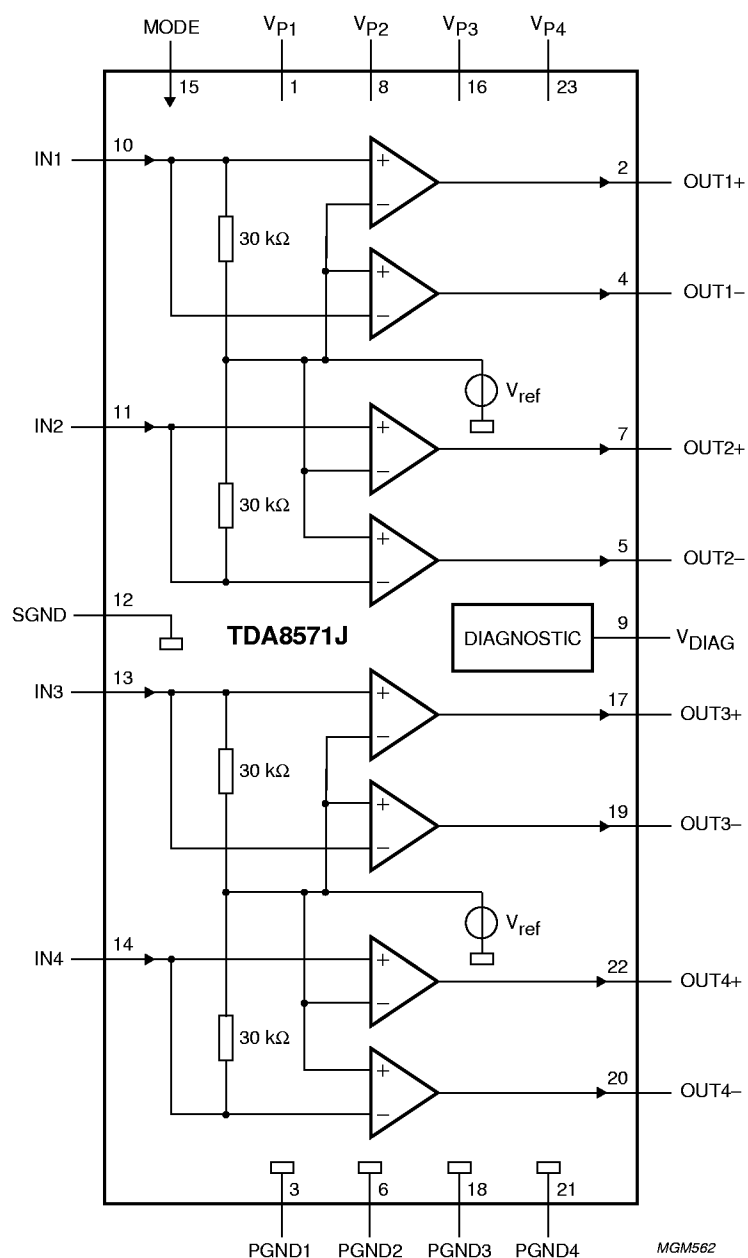 MODE VP1 VP2 VP3 VP4
15 1 8 16 23
IN1 10 + 2 OUT1+
−
30 kΩ
+ 4 OUT1−
−
Vref
IN2 11 + 7 OUT2+
−
30 kΩ
+ 5 OUT2−
−
SGND 12
TDA8571J DIAGNOSTIC 9 VDIAG
IN3 13 + 17 OUT3+
−
30 kΩ
+ 19 OUT3−
−
Vref
IN4 14 + 22 OUT4+
−
30 kΩ
+ 20 OUT4−
−
3 6 18 21
PGND1 PGND2 PGND3 PGND4 MGM562